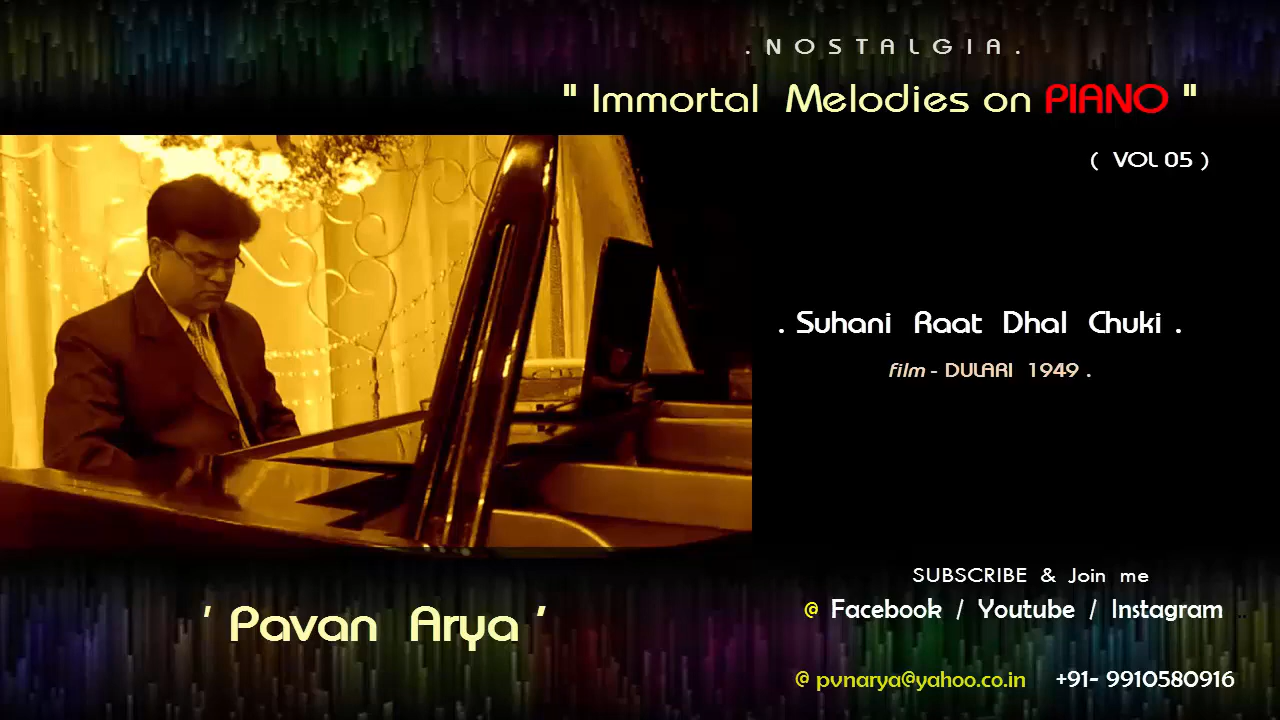 . N O S T A L G I A .
" Immortal Melodies on PIANO "
( VOL 05 )
. Suhani Raat Dhal Chuki .
film - DULARI 1949 .
' Pavan Arya '
SUBSCRIBE & Join me
@ Facebook / Youtube / Instagram ..
@ pvnarya@yahoo.co.in +91- 9910580916